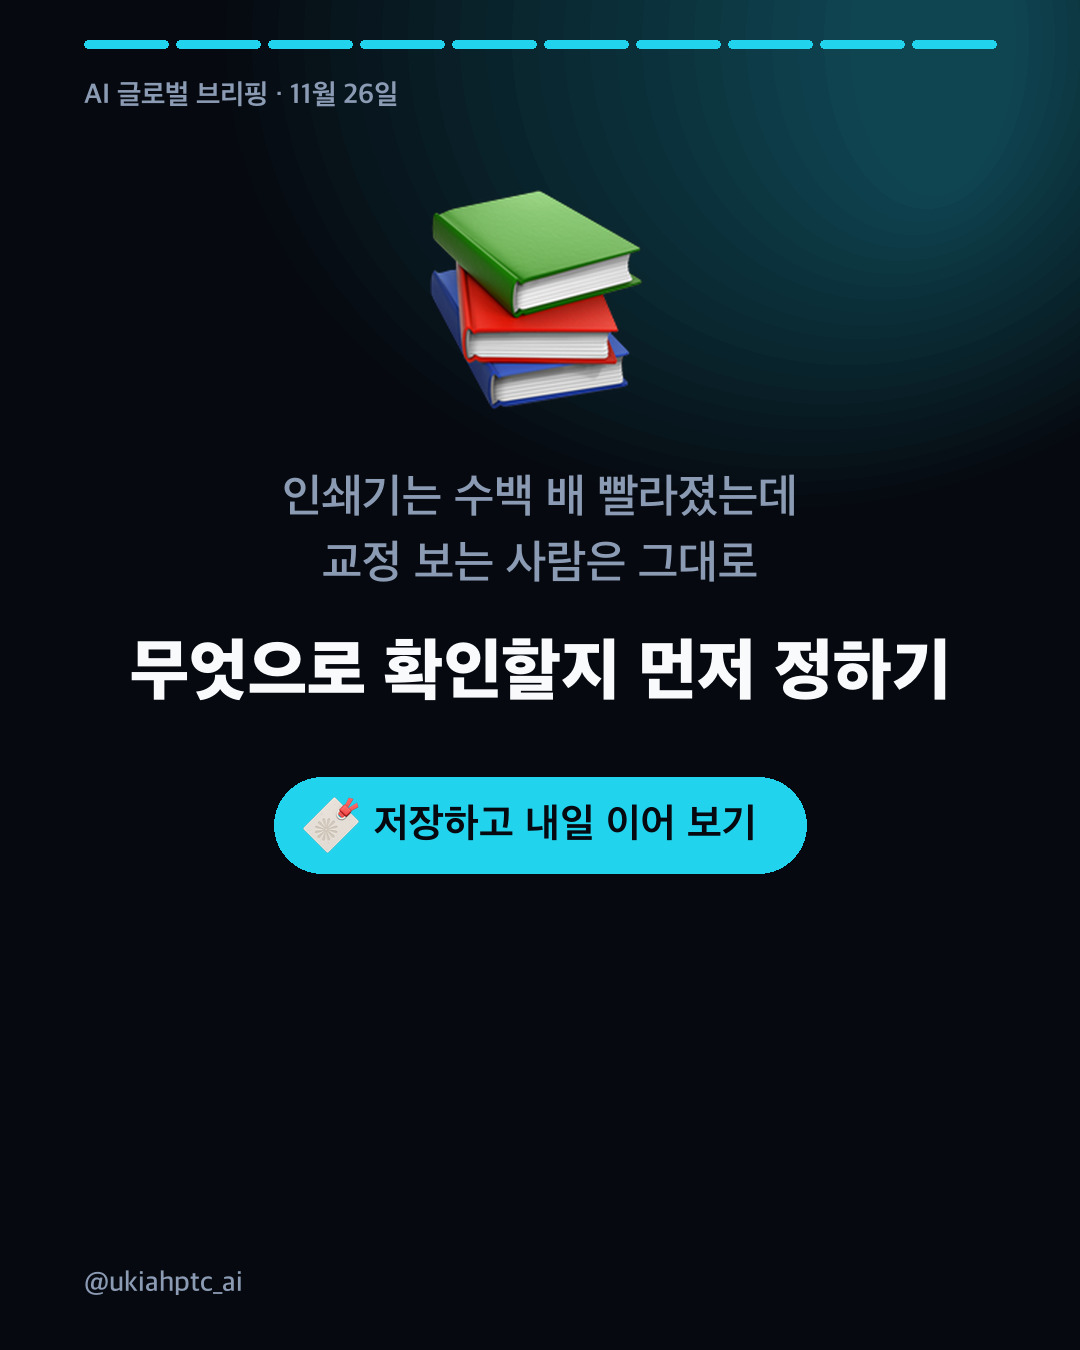 AI 글로벌 브리핑 · 11월 26일
인쇄기는 수백 배 빨라졌는데
교정 보는 사람은 그대로
무엇으로 확인할지 먼저 정하기
저장하고 내일 이어 보기
@ukiahptc_ai